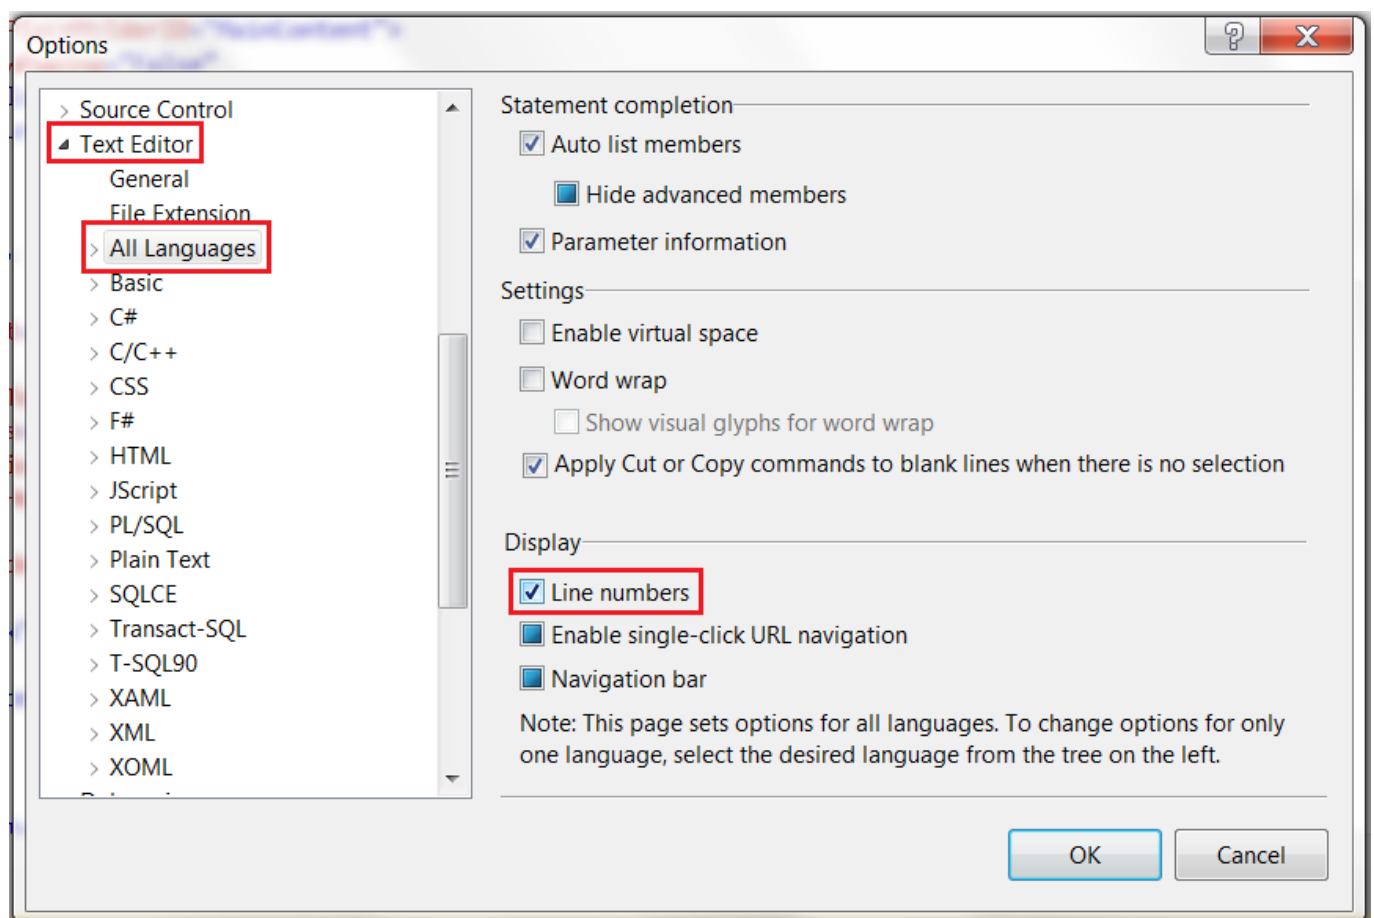 Options
Source Control
Text Editor
General
File Extension
All Languages
Basic
C#
C/C++
CSS
F#
HTML
JScript
PL/SQL
Plain Text
SQLCE
Transact-SQL
T-SQL90
XAML
XML
XOML
Statement completion
Auto list members
Hide advanced members
Parameter information
Settings
Enable virtual space
Word wrap
Show visual glyphs for word wrap
Apply Cut or Copy commands to blank lines when there is no selection
Display
Line numbers
Enable single-click URL navigation
Navigation bar
Note: This page sets options for all languages. To change options for only
one language, select the desired language from the tree on the left.
OK
Cancel